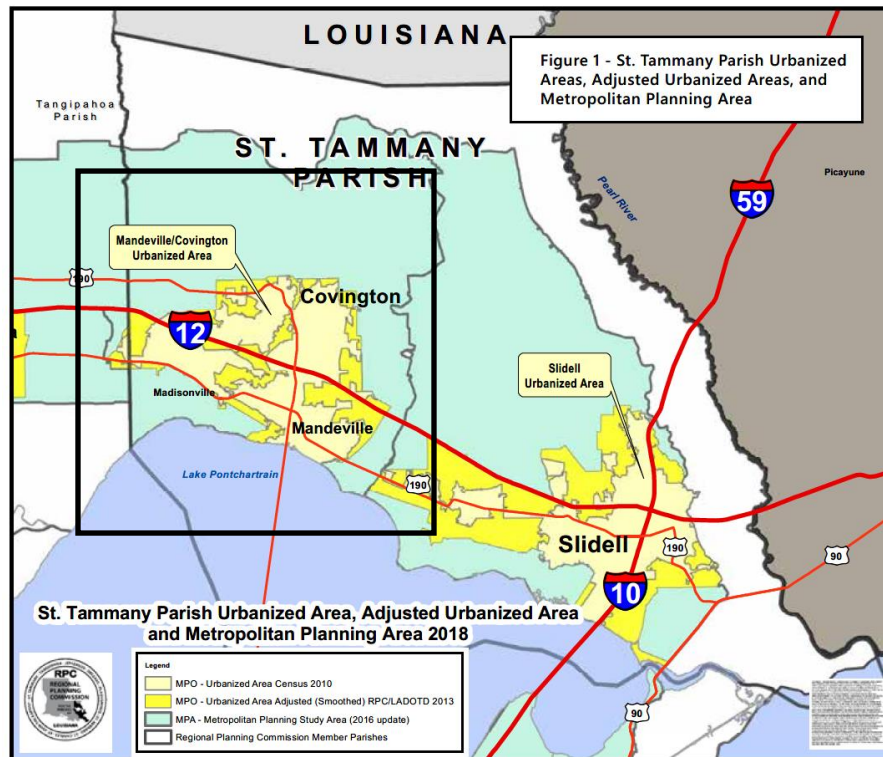 LOUISIANA
Figure 1 - St. Tammany Parish Urbanized
Areas, Adjusted Urbanized Areas, and
Metropolitan Planning Area
Tangipahoa
Parish
ST. TAMMANY
PARISH
Pearl River
Picayune
59
Mandeville/Covington
Urbanized Area
190
Covington
12
Slidell
Urbanized Area
Madisonville
Mandeville
Lake Pontchartrain
190
Slidell
190
90
10
St. Tammany Parish Urbanized Area, Adjusted Urbanized Area
and Metropolitan Planning Area 2018
RPC
REGIONAL
PLANNING
COMMISSION
LOUISIANA
Legend
MPO - Urbanized Area Census 2010
MPO - Urbanized Area Adjusted (Smoothed) RPC/LADOTD 2013
MPA - Metropolitan Planning Study Area (2016 update)
Regional Planning Commission Member Parishes
90